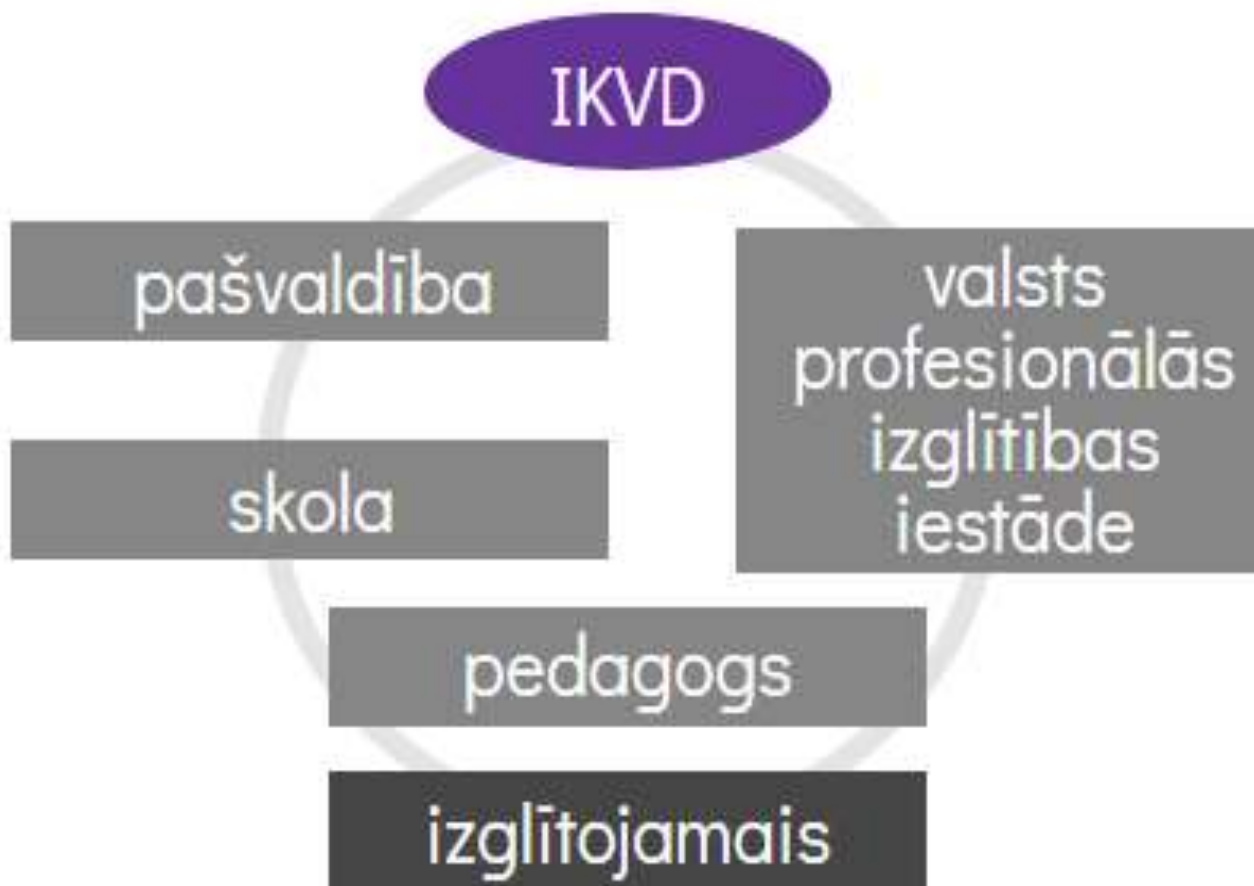 IKVD
pašvaldība
skola
valsts
profesionālās
izglītības
iestāde
pedagogs
izglītojamais